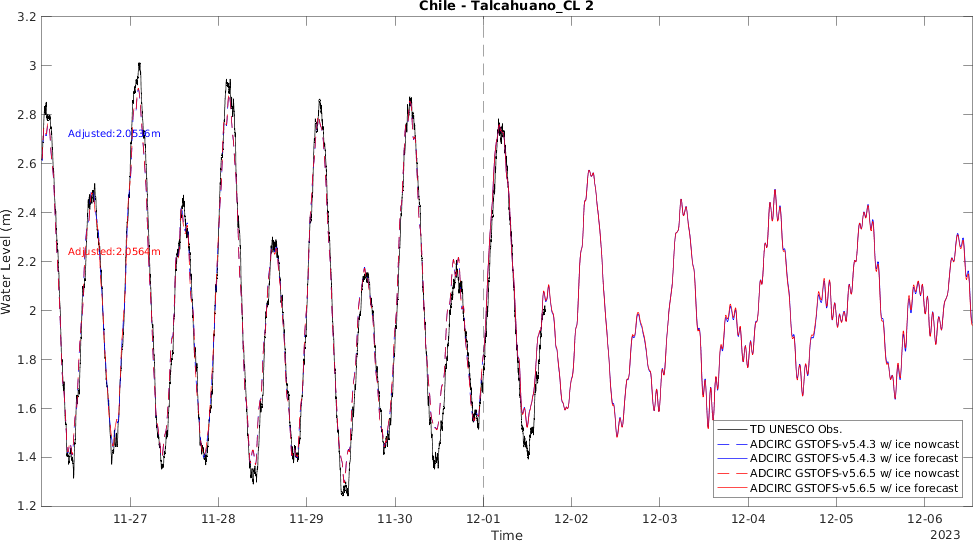 Chile - Talcahuano_CL 2
3.2
3
2.8
2.6
2.4
2.2
2
1.8
1.6
1.4
1.2
Water Level (m)
Adjusted:2.0536m
Adjusted:2.0564m
TD UNESCO Obs.
ADCIRC GSTOFS-v5.4.3 w/ ice nowcast
ADCIRC GSTOFS-v5.4.3 w/ ice forecast
ADCIRC GSTOFS-v5.6.5 w/ ice nowcast
ADCIRC GSTOFS-v5.6.5 w/ ice forecast
11-27 11-28 11-29 11-30 12-01 12-02 12-03 12-04 12-05 12-06
Time
2023